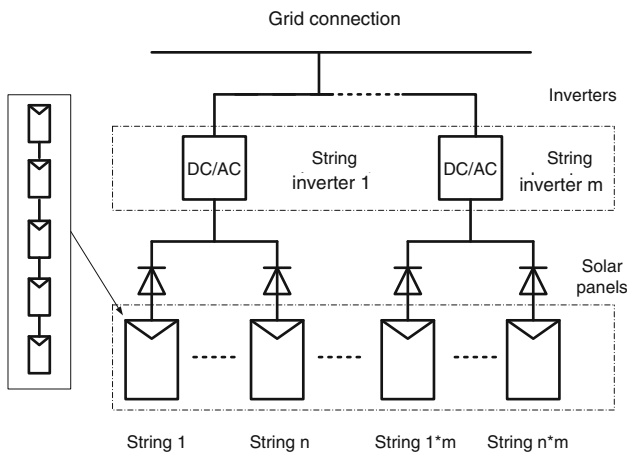 Grid connection
Inverters
DC/AC
String
inverter 1
DC/AC
String
inverter m
Solar
panels
String 1
String n
String 1*m
String n*m